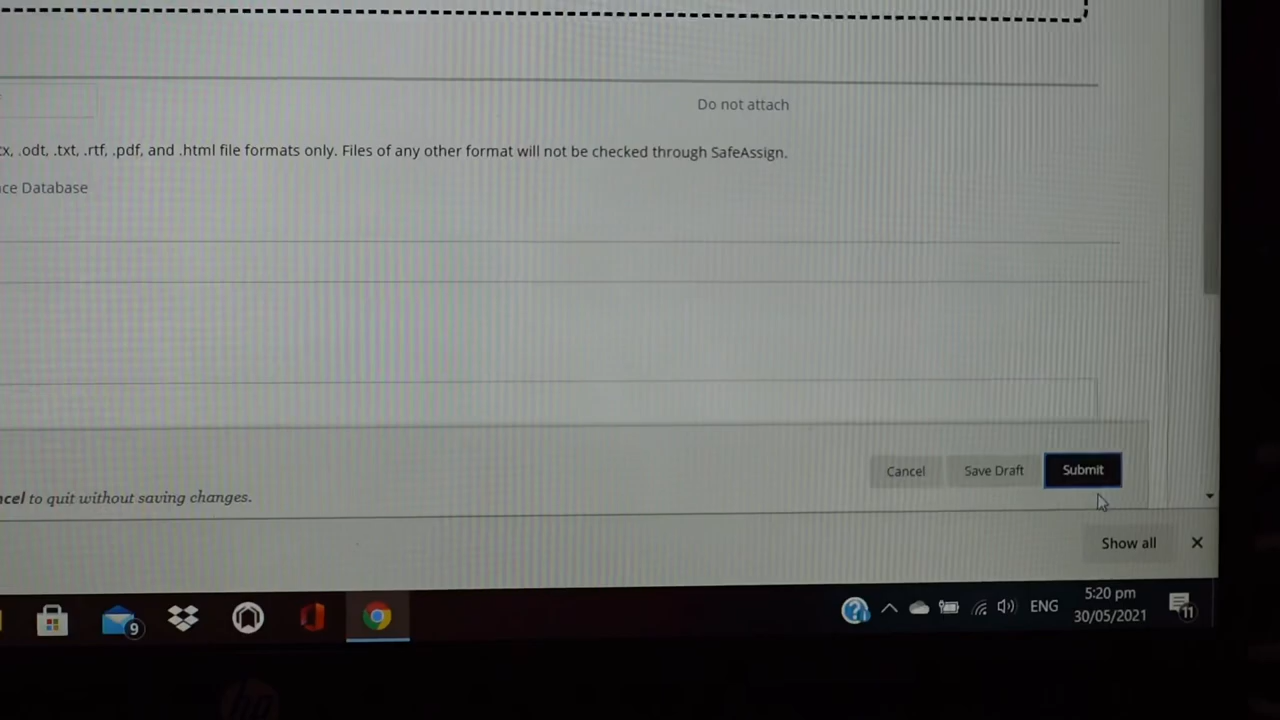 Do not attach
.odt, .txt, .rtf, .pdf, and .html file formats only. Files of any other format will not be checked through SafeAssign.
Database
to quit without saving changes.
Cancel
Save Draft
Submit
Show all
9
ENG
5:20 pm
30/05/2021
11
hp